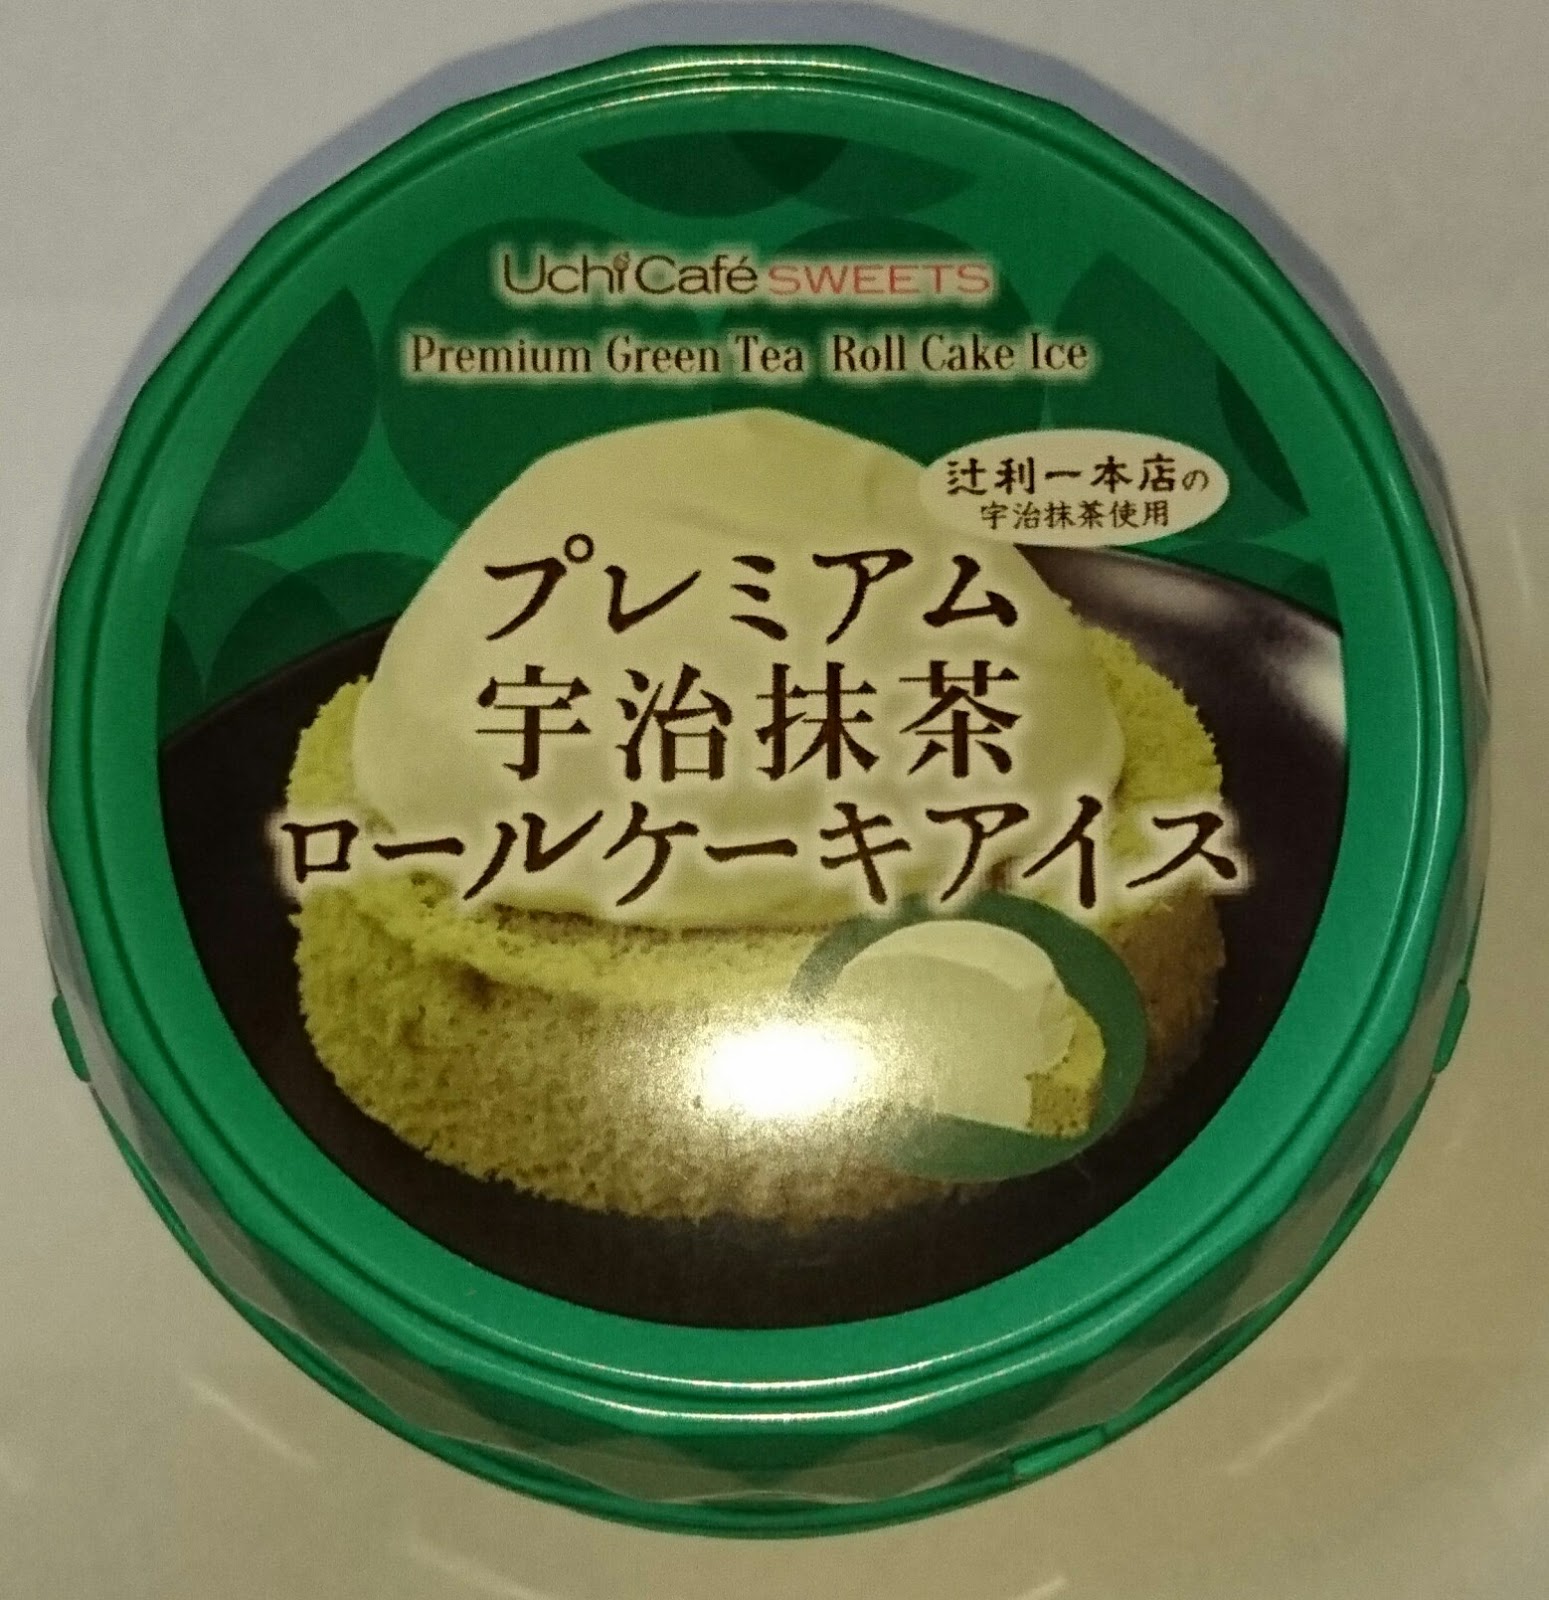 Uchi Café SWEETS
Premium Green Tea Roll Cake Ice
辻利一本店の
宇治抹茶使用
プレミアム
宇治抹茶
ロールケーキアイス